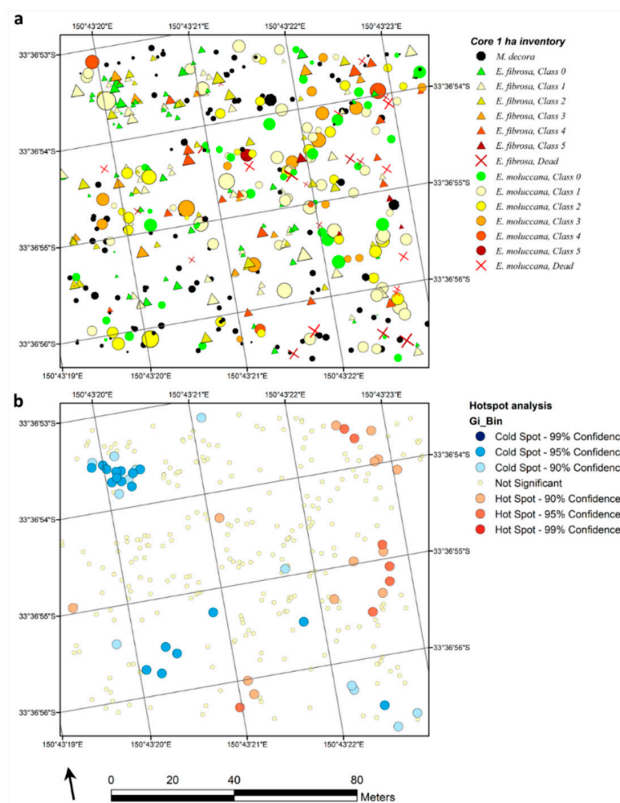 a
150°43'20"E
150°43'21"E
150°43'22"E
150°43'23"E
33°36'53"S
33°36'54"S
33°36'55"S
33°36'56"S
33°36'54"S
33°36'55"S
33°36'56"S
150°43'19"E
150°43'20"E
150°43'21"E
150°43'22"E
Core 1 ha inventory
M. decora
E. fibrosa, Class 0
E. fibrosa, Class 1
E. fibrosa, Class 2
E. fibrosa, Class 3
E. fibrosa, Class 4
E. fibrosa, Class 5
E. fibrosa, Dead
E. moluccana, Class 0
E. moluccana, Class 1
E. moluccana, Class 2
E. moluccana, Class 3
E. moluccana, Class 4
E. moluccana, Class 5
E. moluccana, Dead
b
150°43'20"E
150°43'21"E
150°43'22"E
150°43'23"E
33°36'53"S
33°36'54"S
33°36'56"S
33°36'56"S
33°36'54"S
33°36'55"S
33°36'56"S
150°43'19"E
150°43'20"E
150°43'21"E
150°43'22"E
Hotspot analysis
Gi_Bin
Cold Spot - 99% Confidenc
Cold Spot - 95% Confidenc
Cold Spot - 90% Confidenc
Not Significant
Hot Spot - 90% Confidence
Hot Spot - 95% Confidence
Hot Spot - 99% Confidence
0 20 40 80
Meters